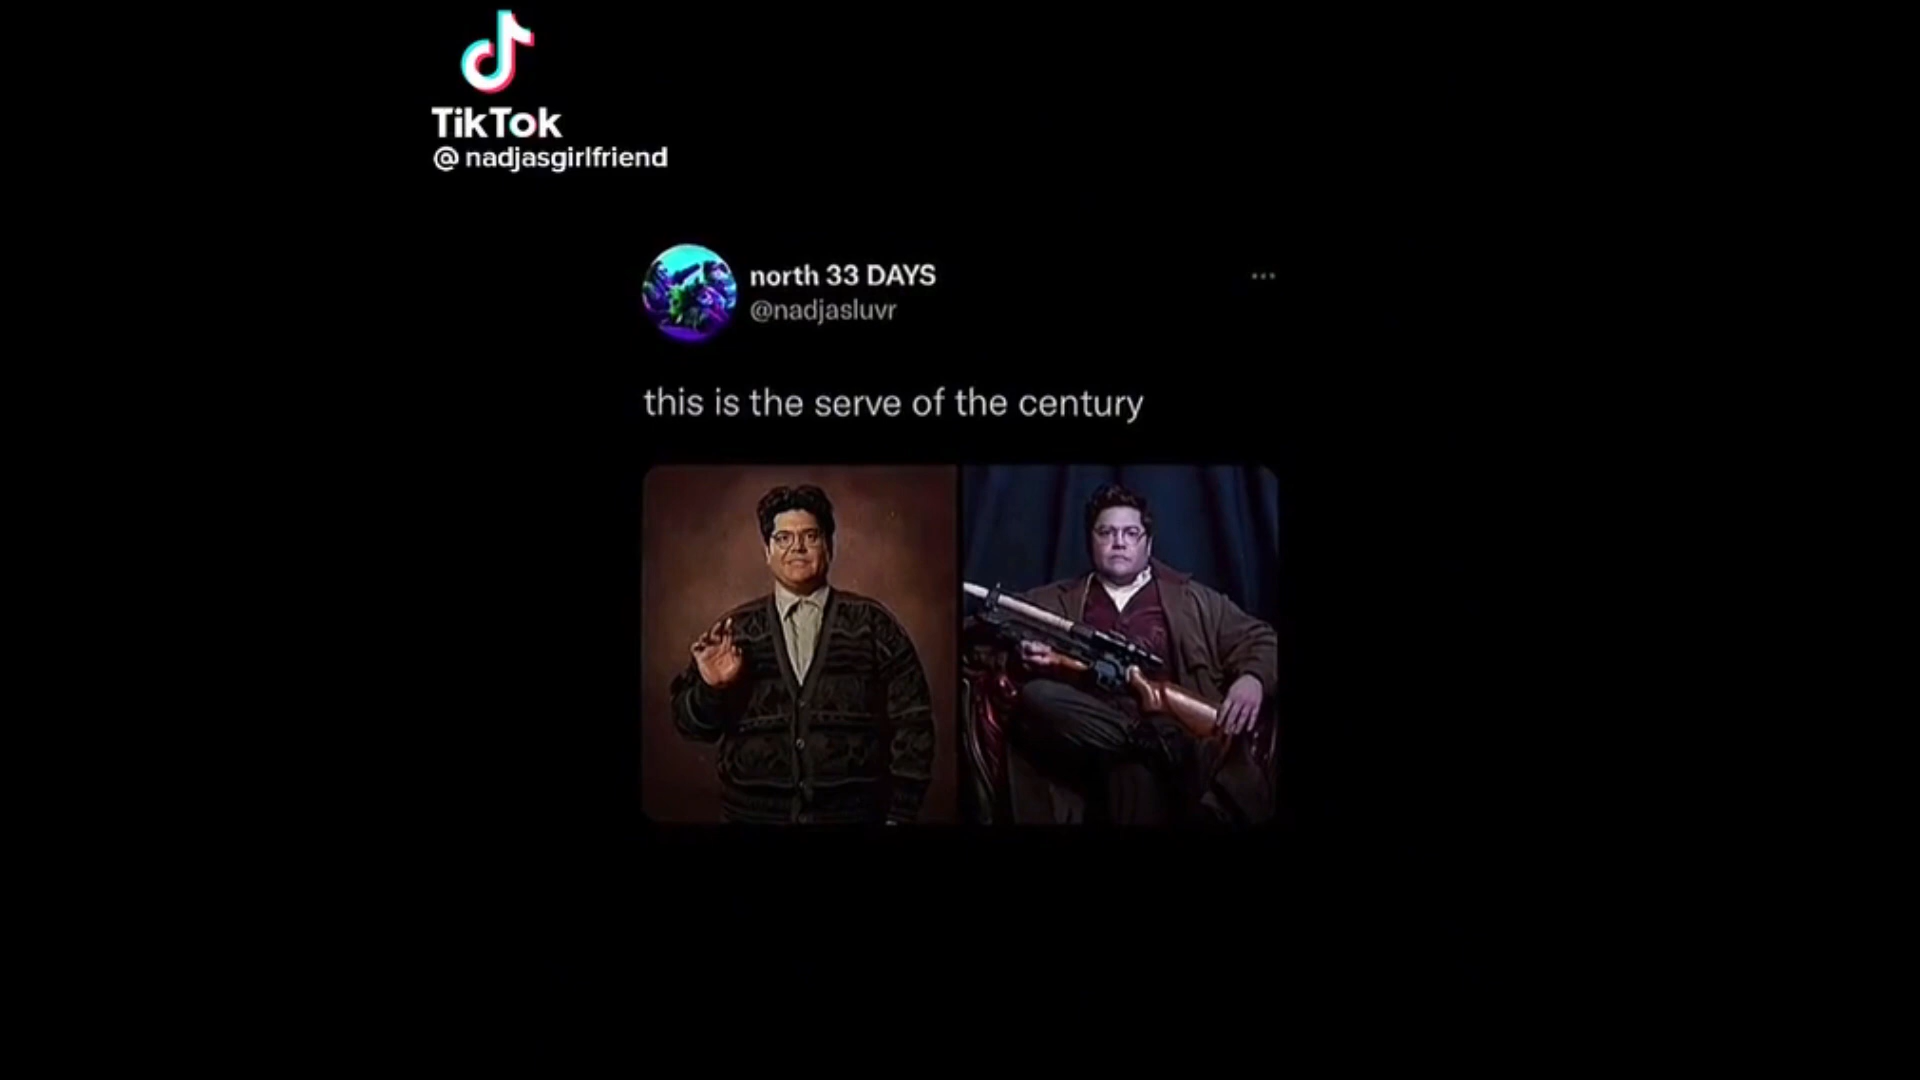 TikTok
@ nadjasgirlfriend
north 33 DAYS
@nadjasluvr
this is the serve of the century